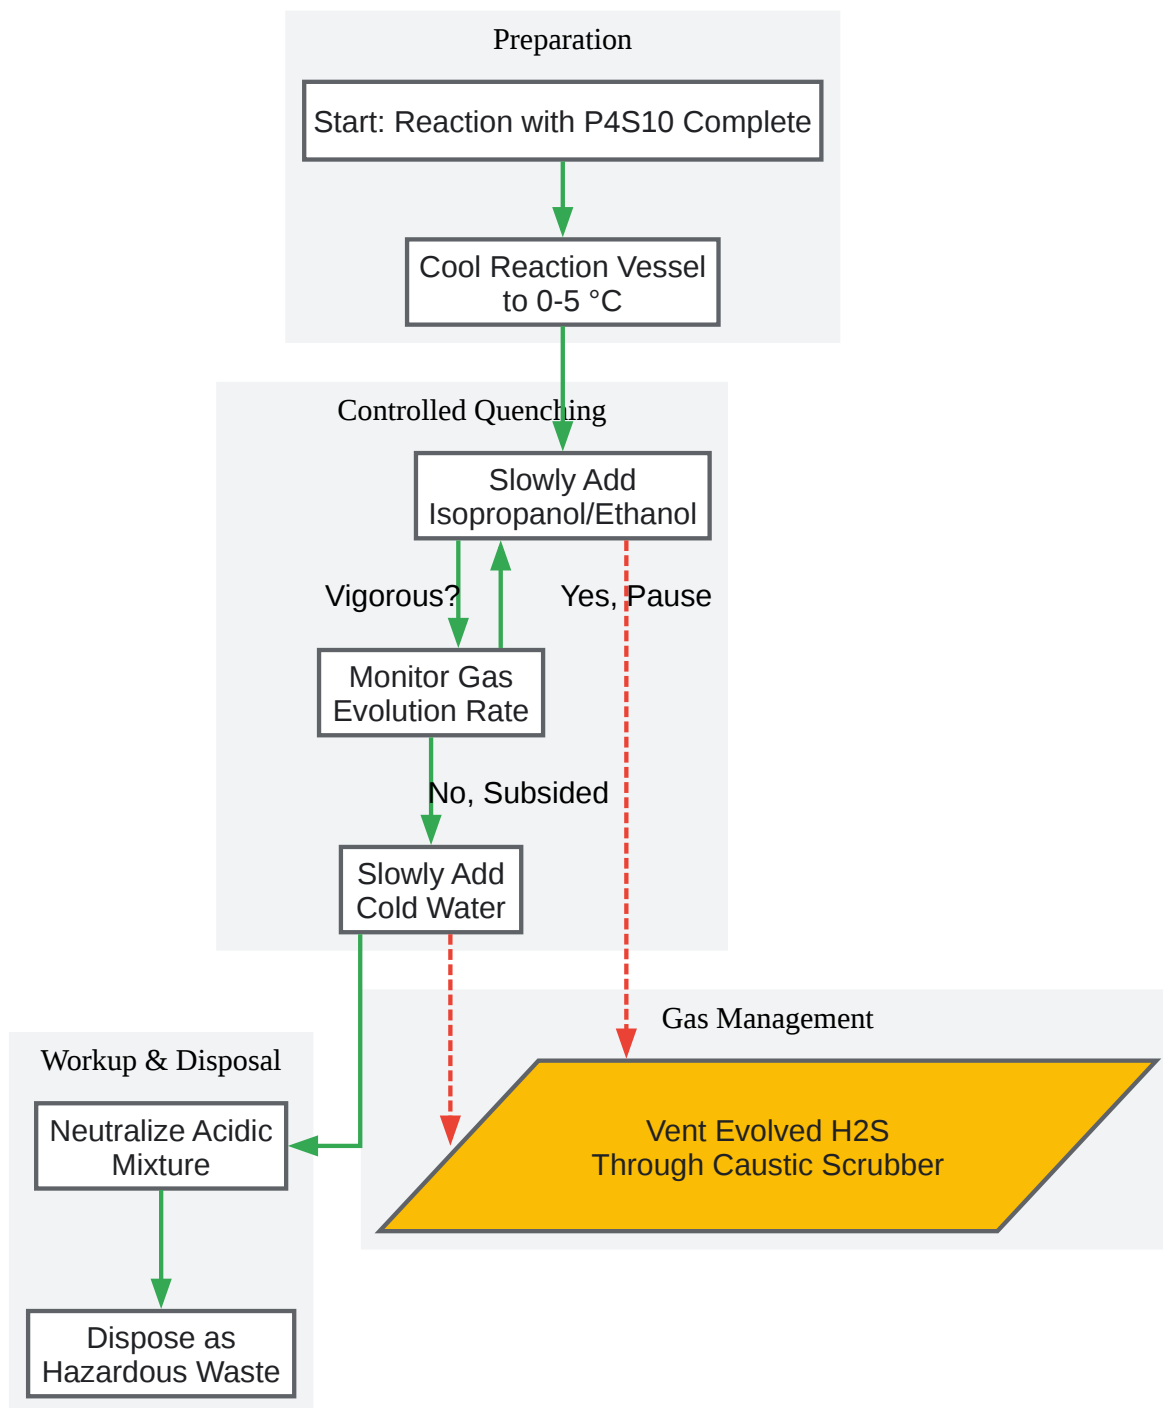 Preparation
Start: Reaction with P4S10 Complete
Cool Reaction Vessel
to 0-5 °C
Controlled Quenching
Slowly Add
Isopropanol/Ethanol
Vigorous?
Yes, Pause
Monitor Gas
Evolution Rate
No, Subsided
Slowly Add
Cold Water
Gas Management
Vent Evolved H2S
Through Caustic Scrubber
Workup & Disposal
Neutralize Acidic
Mixture
Dispose as
Hazardous Waste